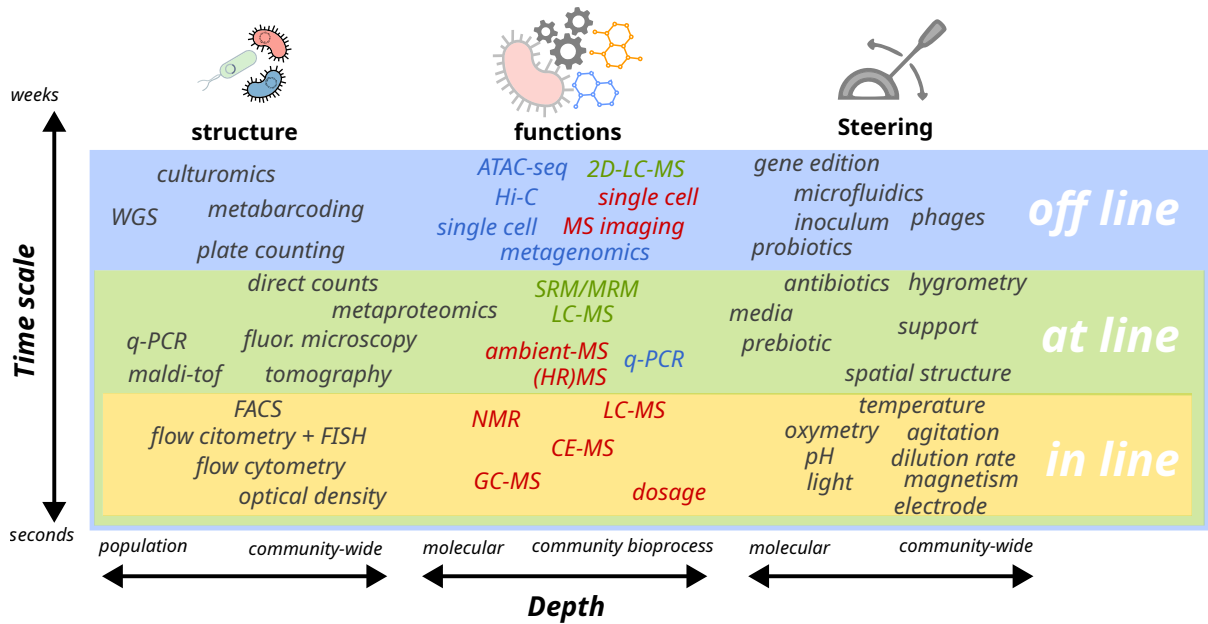 weeks
structure
functions
Steering
culturomics
WGS
metabarcoding
plate counting
ATAC-seq
2D-LC-MS
Hi-C
single cell
single cell
MS imaging
metagenomics
gene edition
microfluidics
inoculum
phages
probiotics
off line
Time scale
direct counts
metaproteomics
q-PCR
fluor. microscopy
maldi-tof
tomography
SRM/MRM
LC-MS
ambient-MS
q-PCR
(HR)MS
antibiotics
hygrometry
media
support
prebiotic
spatial structure
at line
FACS
flow citometry + FISH
flow cytometry
optical density
NMR
LC-MS
CE-MS
GC-MS
dosage
temperature
oxymetry
agitation
pH
dilution rate
light
magnetism
electrode
in line
seconds
population
community-wide
molecular
community bioprocess
molecular
community-wide
Depth